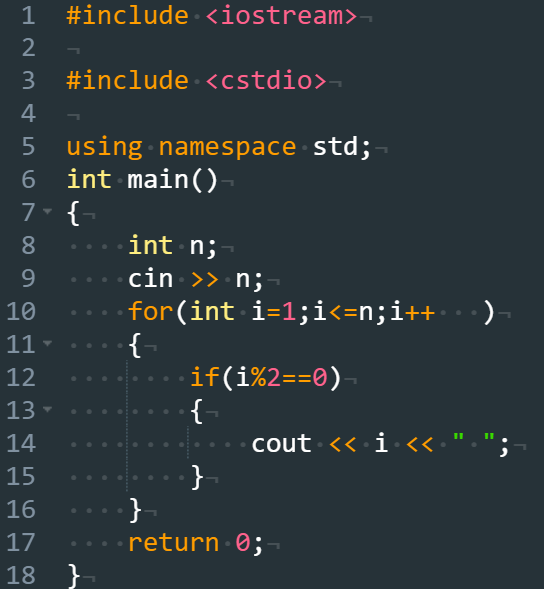 1 #include <iostream>
2
3 #include <cstdio>
4
5 using namespace std;
6 int main()
7 {
8     int n;
9     cin >> n;
10     for(int i=1;i<=n;i++   )
11     {
12         if(i%2==0)
13         {
14             cout << i << " ";
15         }
16     }
17     return 0;
18 }